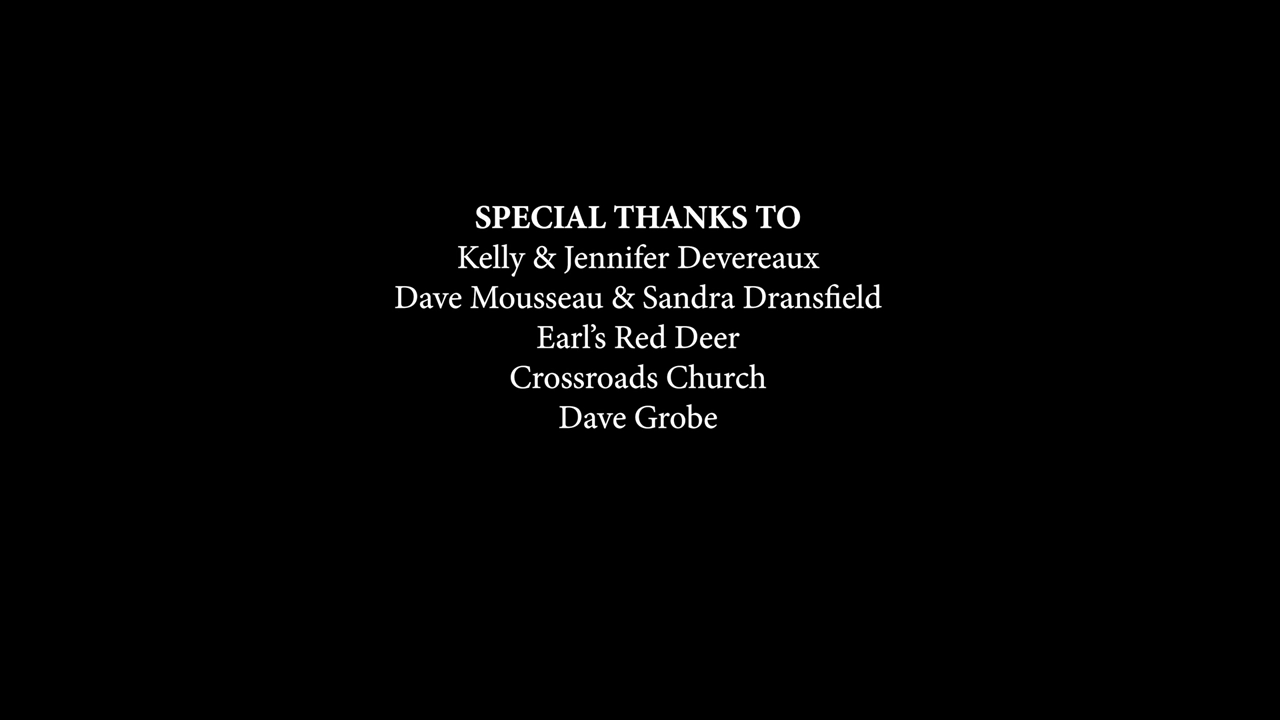 SPECIAL THANKS TO
Kelly & Jennifer Devereaux
Dave Mousseau & Sandra Dransfield
Earl’s Red Deer
Crossroads Church
Dave Grobe